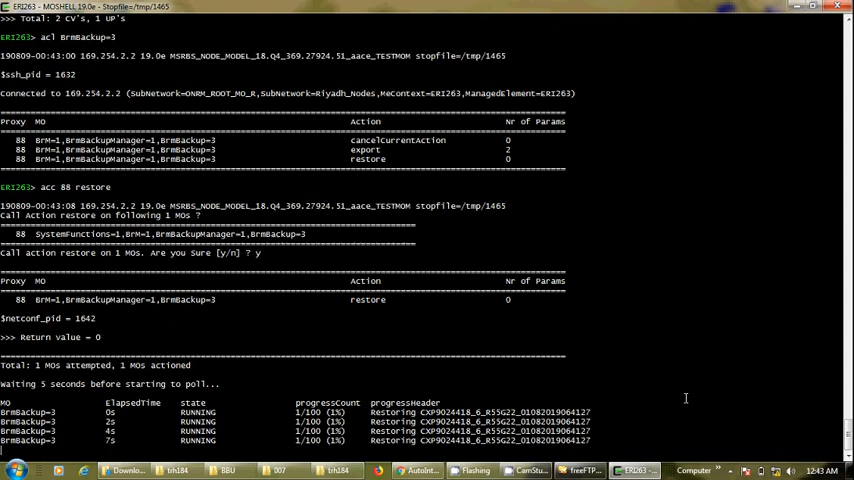 ERI263 - MOSHELL 19.0e - Stopfile=/tmp/1465
>>> Total: 2 CV's, 1 UP's
ERI263> acl BrmBackup=3
190809-00:43:00 169.254.2.2 19.0e MSRBS_NODE_MODEL_18.Q4_369.27924.51_aace_TESTMOM stopfile=/tmp/1465
$ssh_pid = 1632
Connected to 169.254.2.2 (SubNetwork=ONRM_ROOT_MO_R,SubNetwork=Riyadh_Nodes,MeContext=ERI263,ManagedElement=ERI263)
=================================================================================================================
Proxy MO Action Nr of Params
=================================================================================================================
88 BrM=1,BrmBackupManager=1,BrmBackup=3 cancelCurrentAction 0
88 BrM=1,BrmBackupManager=1,BrmBackup=3 export 2
88 BrM=1,BrmBackupManager=1,BrmBackup=3 restore 0
=================================================================================================================
ERI263> acc 88 restore
190809-00:43:08 169.254.2.2 19.0e MSRBS_NODE_MODEL_18.Q4_369.27924.51_aace_TESTMOM stopfile=/tmp/1465
Call Action restore on following 1 MOs ?
===================================================================================
88 SystemFunctions=1,BrM=1,BrmBackupManager=1,BrmBackup=3
===================================================================================
Call action restore on 1 MOs. Are you Sure [y/n] ? y
=================================================================================================================
Proxy MO Action Nr of Params
=================================================================================================================
88 BrM=1,BrmBackupManager=1,BrmBackup=3 restore 0
$netconf_pid = 1642
>>> Return value = 0
=================================================================================================================
Total: 1 MOs attempted, 1 MOs actioned
Waiting 5 seconds before starting to poll...
MO ElapsedTime state progressCount progressHeader
BrmBackup=3 0s RUNNING 1/100 (1%) Restoring CXP9024418_6_R55G22_01082019064127
BrmBackup=3 2s RUNNING 1/100 (1%) Restoring CXP9024418_6_R55G22_01082019064127
BrmBackup=3 4s RUNNING 1/100 (1%) Restoring CXP9024418_6_R55G22_01082019064127
BrmBackup=3 7s RUNNING 1/100 (1%) Restoring CXP9024418_6_R55G22_01082019064127
Downlo... trh184 BBU 007 trh184 AutoInt... Flashing CamStu... freeFTP... ERI263 -... Computer » 12:43 AM